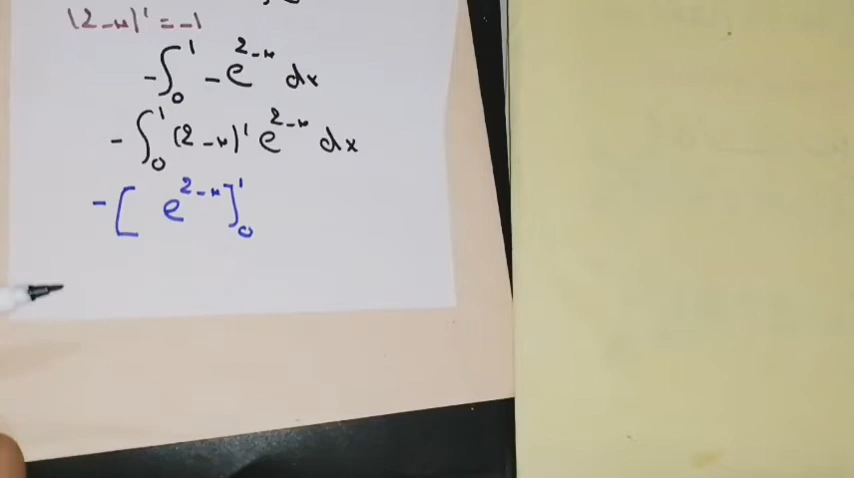 (2-x)' = -1
-∫₀¹ -e^{2-x} dx
-∫₀¹ (2-x)' e^{2-x} dx
-[ e^{2-x} ]₀¹